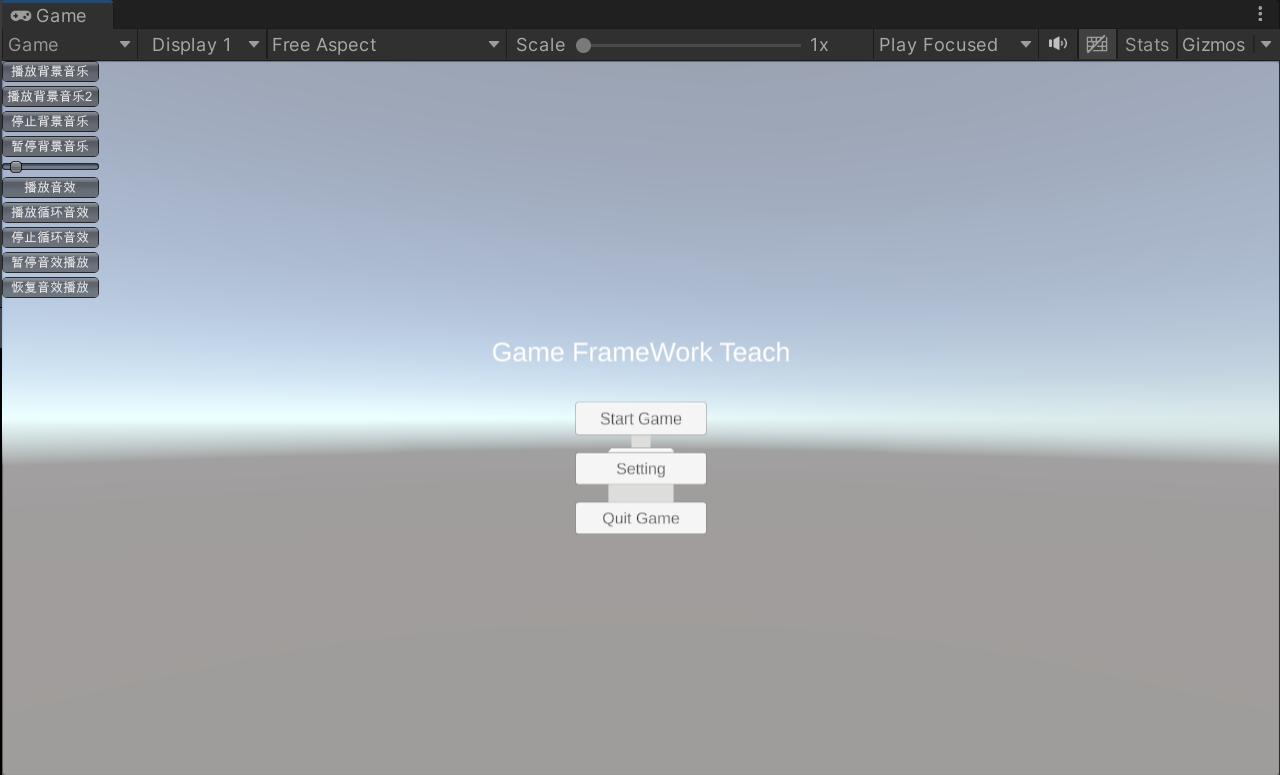 Game
Game Display 1 Free Aspect Scale 1x Play Focused Stats Gizmos
播放背景音乐
播放背景音乐2
停止背景音乐
暂停背景音乐
播放音效
播放循环音效
停止循环音效
暂停音效播放
恢复音效播放
Game FrameWork Teach
Start Game
Setting
Quit Game